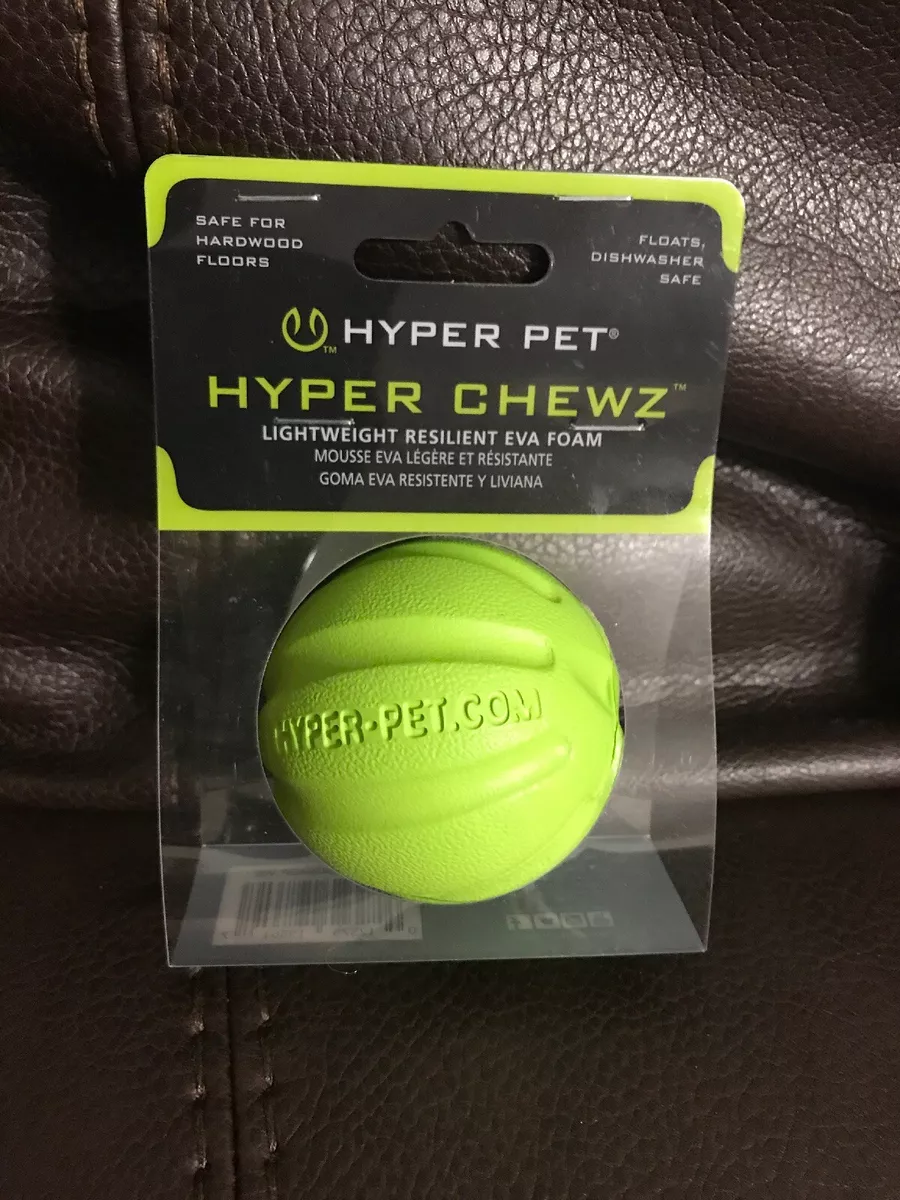 SAFE FOR
HARDWOOD
FLOORS
FLOATS,
DISHWASHER
SAFE
™ HYPER PET®
HYPER CHEWZ™
LIGHTWEIGHT RESILIENT EVA FOAM
MOUSSE EVA LÉGÈRE ET RÉSISTANTE
GOMA EVA RESISTENTE Y LIVIANA
HYPER-PET.COM